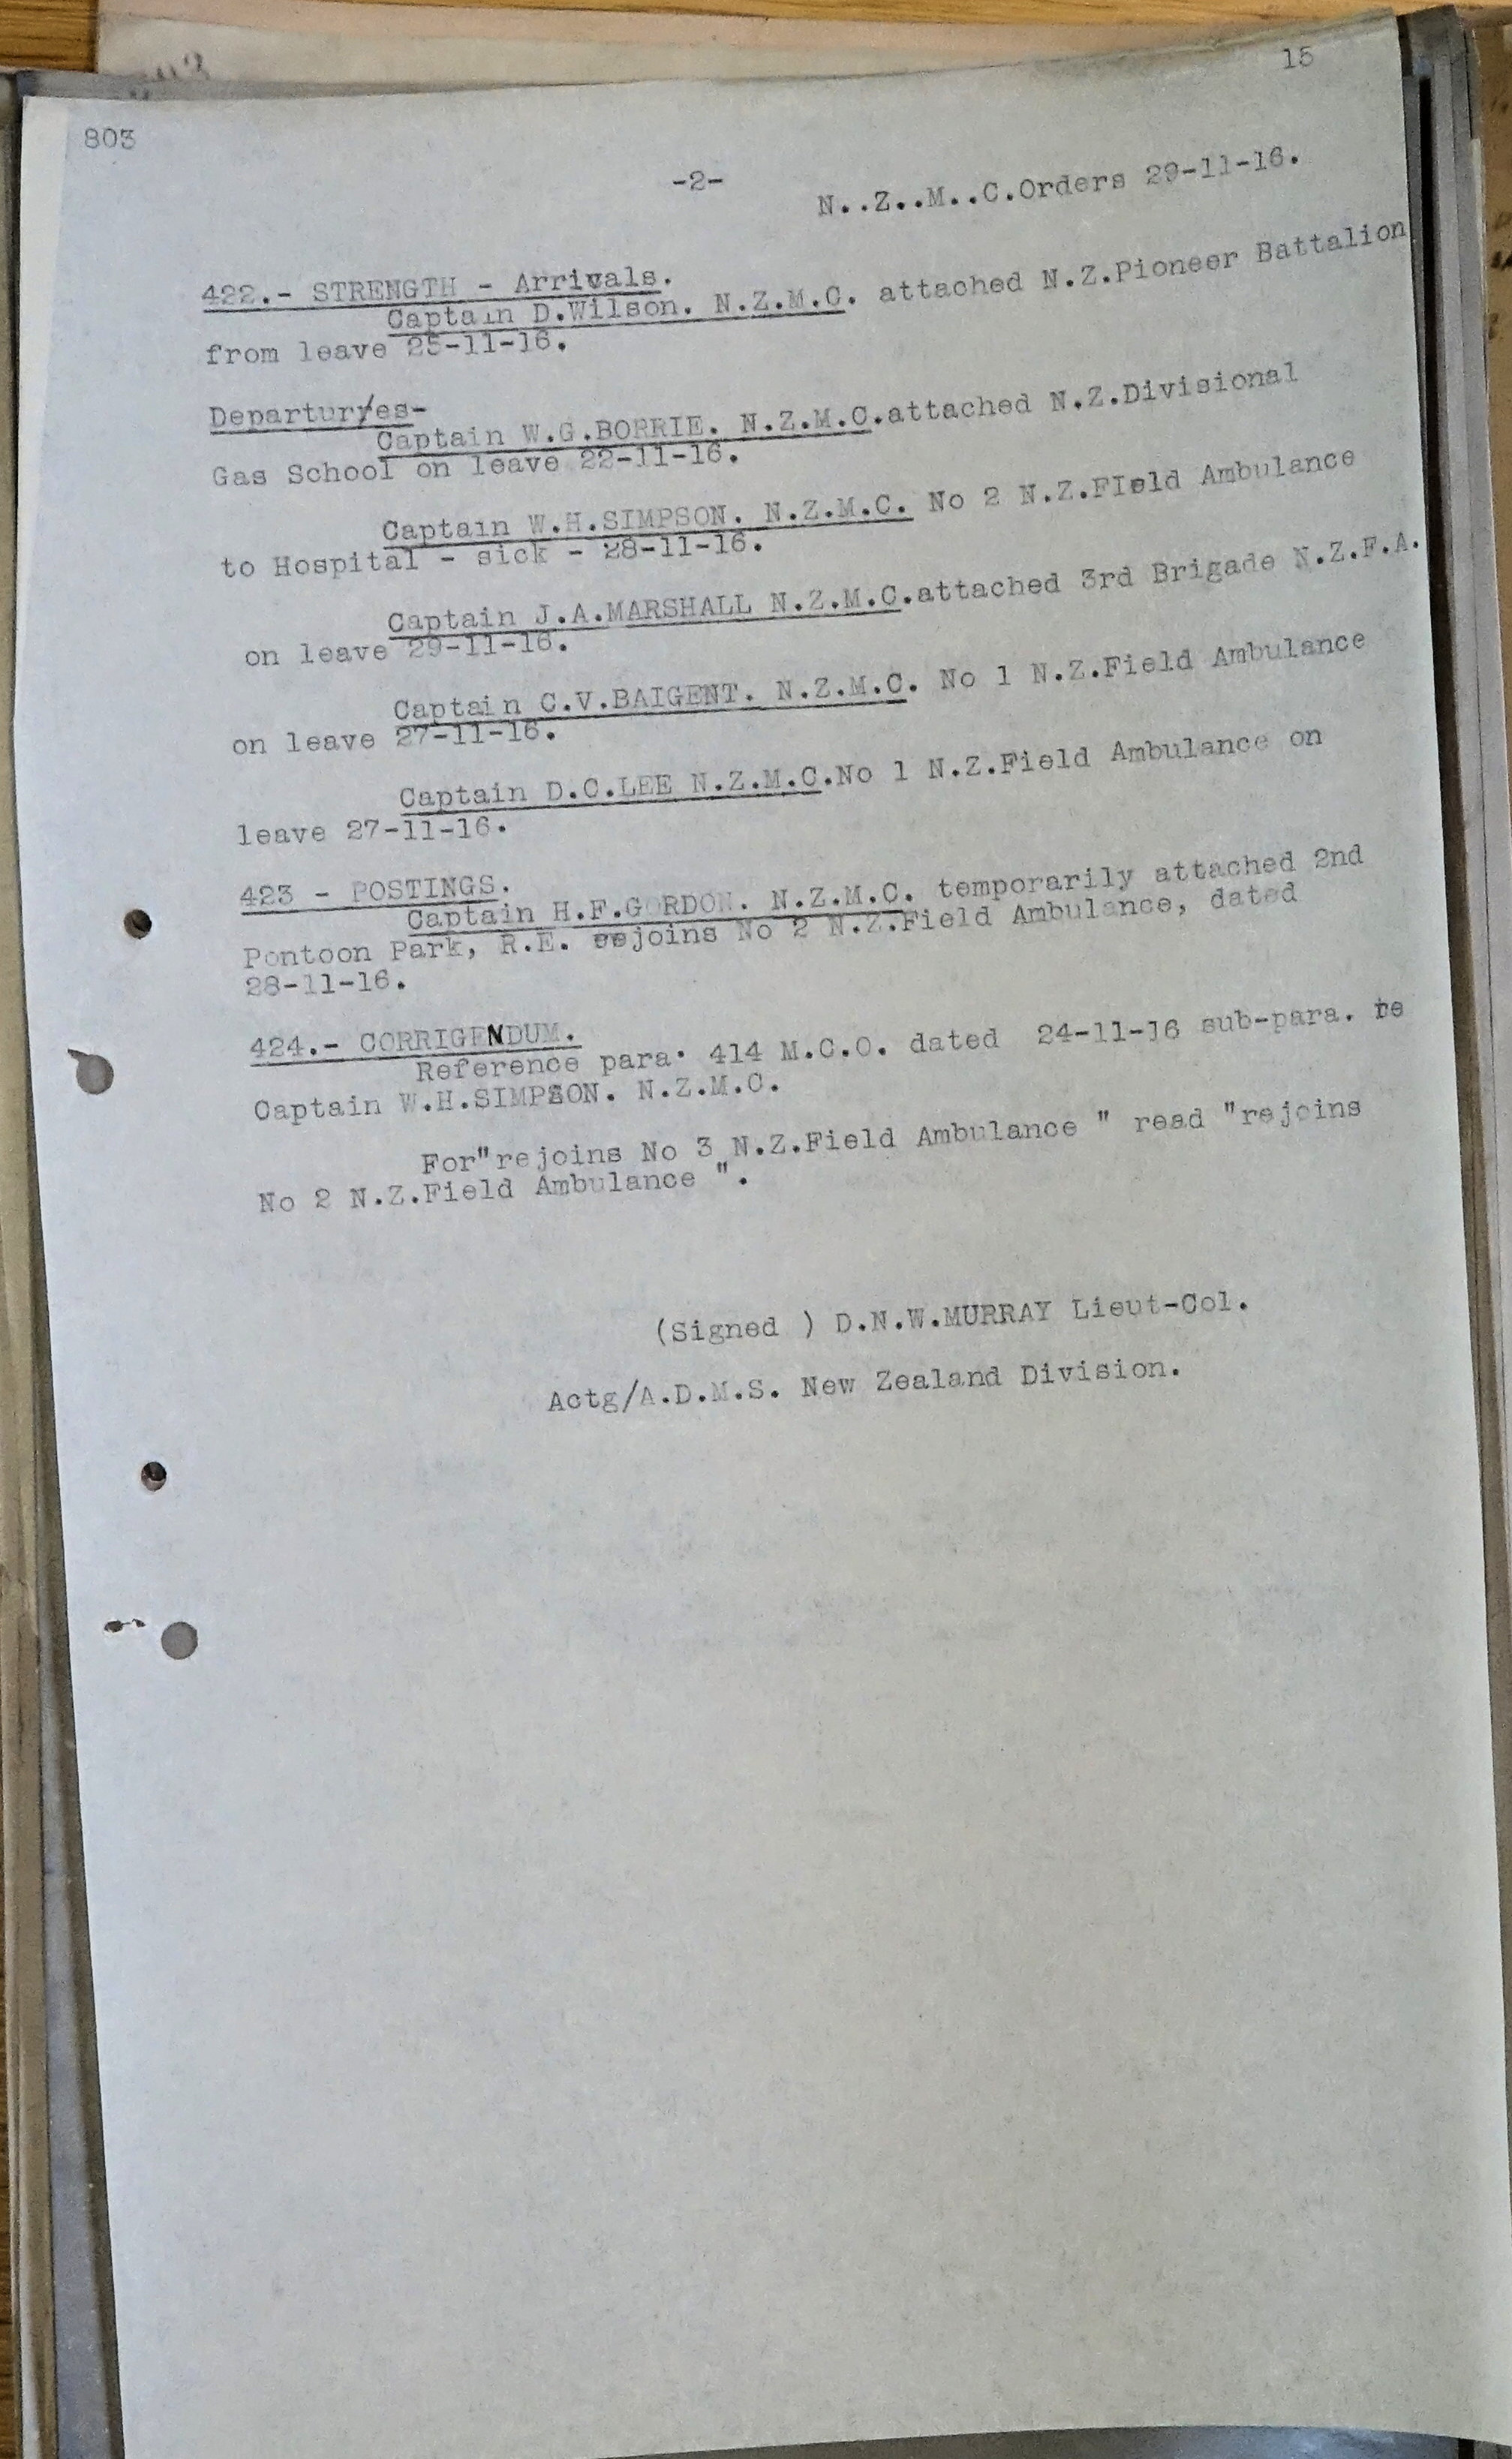 15
803
-2-
N..Z..M..C.Orders 29-11-16.
422.- STRENGTH - Arrivals.
Captain D.Wilson. N.Z.M.C. attached N.Z.Pioneer Battalion
from leave 25-11-16.
Departur/es-
Captain W.G.BORRIE. N.Z.M.C.attached N.Z.Divisional
Gas School on leave 22-11-16.
Captain W.H.SIMPSON. N.Z.M.C. No 2 N.Z.FIeld Ambulance
to Hospital - sick - 28-11-16.
Captain J.A.MARSHALL N.Z.M.C.attached 3rd Brigade N.Z.F.A.
on leave 29-11-16.
Captain C.V.BAIGENT. N.Z.M.C. No 1 N.Z.Field Ambulance
on leave 27-11-16.
Captain D.C.LEE N.Z.M.C.No 1 N.Z.Field Ambulance on
leave 27-11-16.
423 - POSTINGS.
Captain H.F.GORDON. N.Z.M.C. temporarily attached 2nd
Pontoon Park, R.E. rejoins No 2 N.Z.Field Ambulance, dated
28-11-16.
424.- CORRIGENDUM.
Reference para. 414 M.C.O. dated 24-11-16 sub-para. re
Captain W.H.SIMPSON. N.Z.M.C.
For"rejoins No 3 N.Z.Field Ambulance " read "rejoins
No 2 N.Z.Field Ambulance ".
(Signed ) D.N.W.MURRAY Lieut-Col.
Actg/A.D.M.S. New Zealand Division.